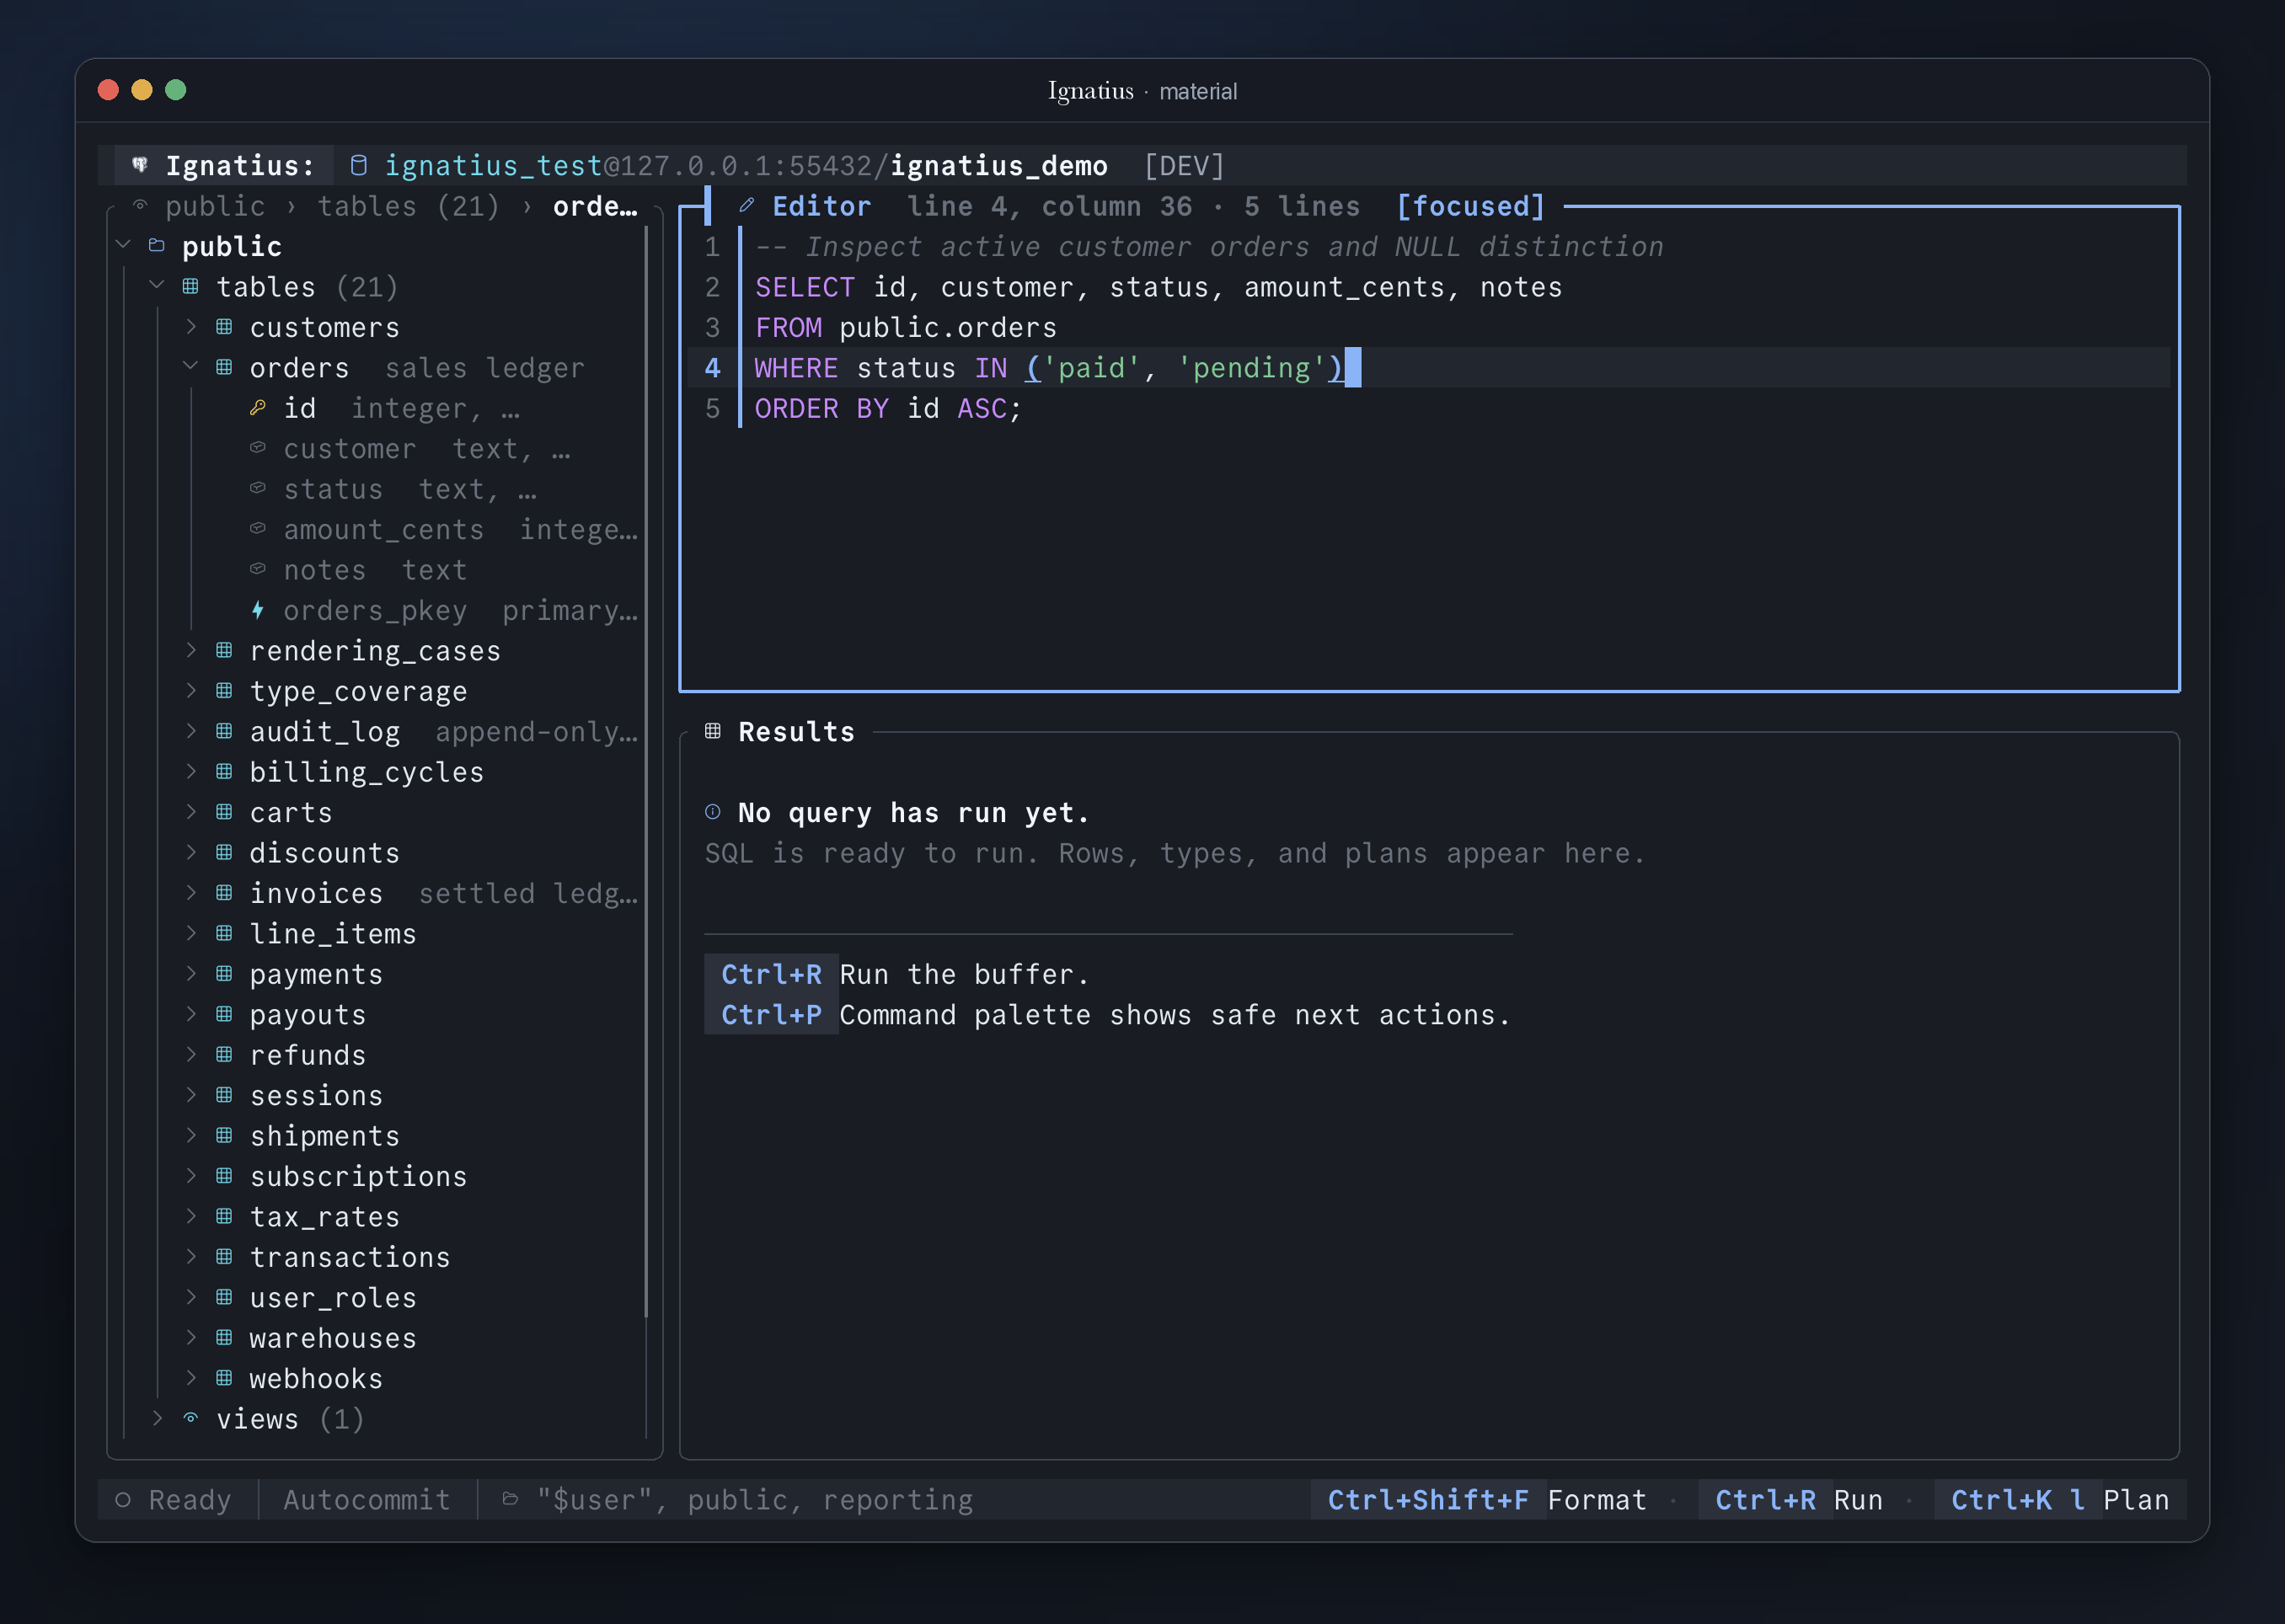 Ignatius · material
Ignatius: ignatius_test@127.0.0.1:55432/ignatius_demo [DEV]
public › tables (21) › orde…
public
tables (21)
customers
orders sales ledger
id integer, …
customer text, …
status text, …
amount_cents intege…
notes text
orders_pkey primary…
rendering_cases
type_coverage
audit_log append-only…
billing_cycles
carts
discounts
invoices settled ledg…
line_items
payments
payouts
refunds
sessions
shipments
subscriptions
tax_rates
transactions
user_roles
warehouses
webhooks
views (1)
Editor line 4, column 36 · 5 lines [focused]
1 -- Inspect active customer orders and NULL distinction
2 SELECT id, customer, status, amount_cents, notes
3 FROM public.orders
4 WHERE status IN ('paid', 'pending')
5 ORDER BY id ASC;
Results
No query has run yet.
SQL is ready to run. Rows, types, and plans appear here.
Ctrl+R Run the buffer.
Ctrl+P Command palette shows safe next actions.
Ready Autocommit "$user", public, reporting Ctrl+Shift+F Format · Ctrl+R Run · Ctrl+K l Plan